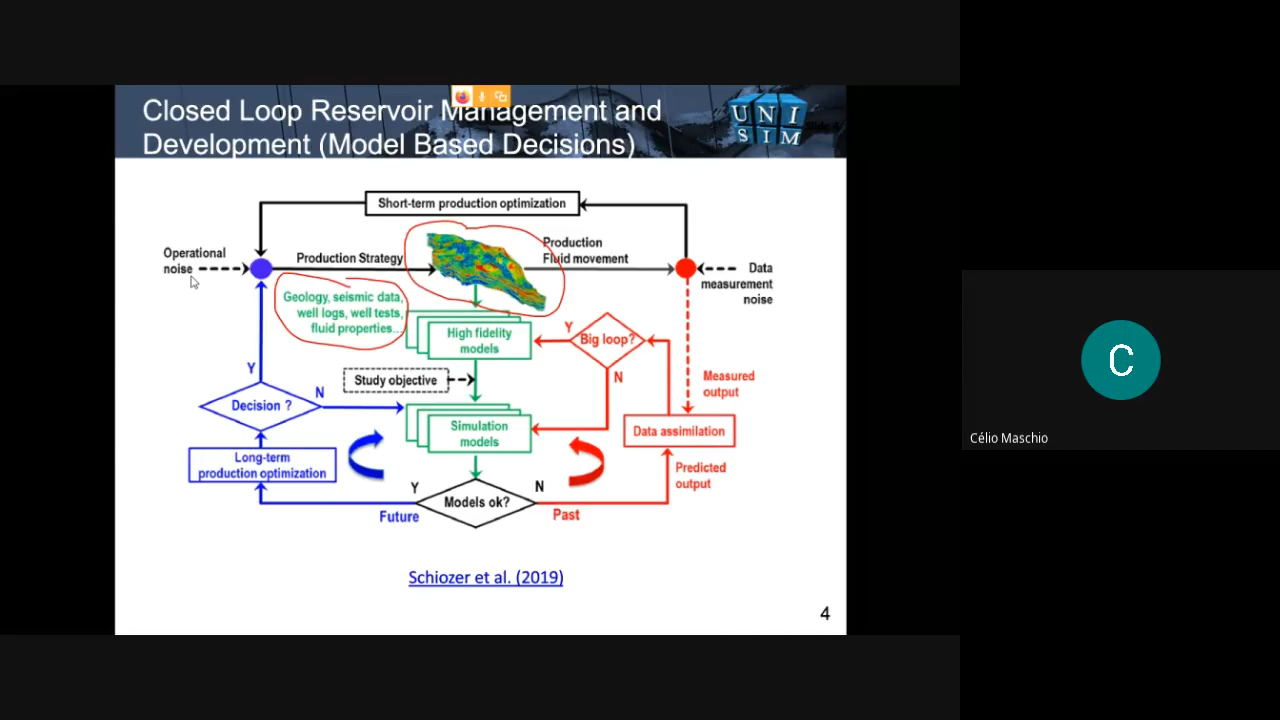 Closed Loop Reservoir Management and
Development (Model Based Decisions)
UNI
SIM
Short-term production optimization
Operational
noise
Production Strategy
Production
Fluid movement
Data
measurement
noise
Geology, seismic data,
well logs, well tests,
fluid properties...
High fidelity
models
Y
Big loop?
N
Study objective
Measured
output
Y
Decision ?
N
Simulation
models
Data assimilation
Long-term
production optimization
Predicted
output
Y
Models ok?
N
Future
Past
Schiozer et al. (2019)
4
C
Célio Maschio